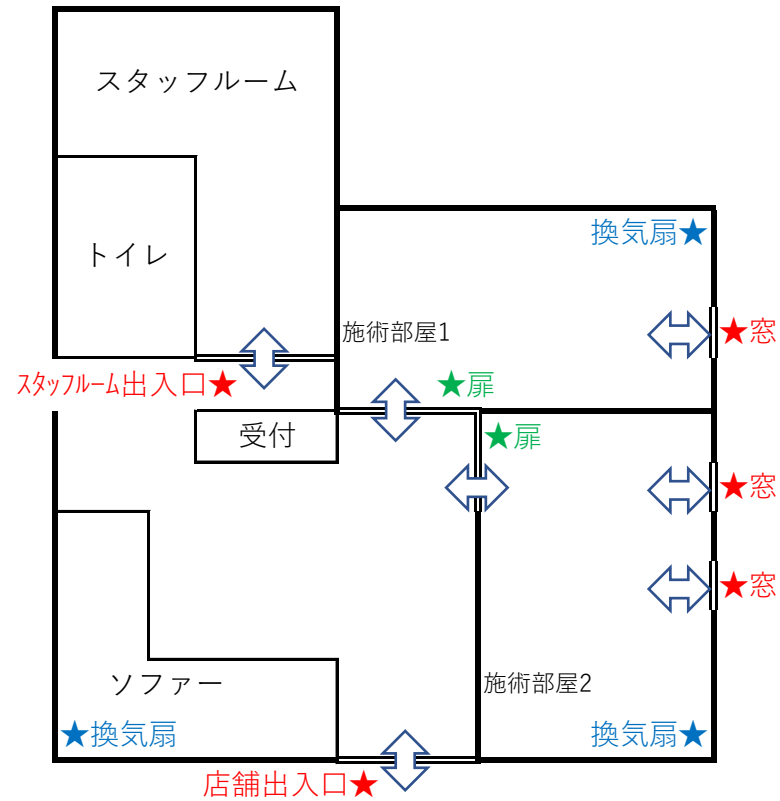 スタッフルーム
換気扇★
トイレ
施術部屋1
★窓
スタッフルーム出入口★
★扉
受付
★扉
★窓
★窓
ソファー
施術部屋2
★換気扇
換気扇★
店舗出入口★